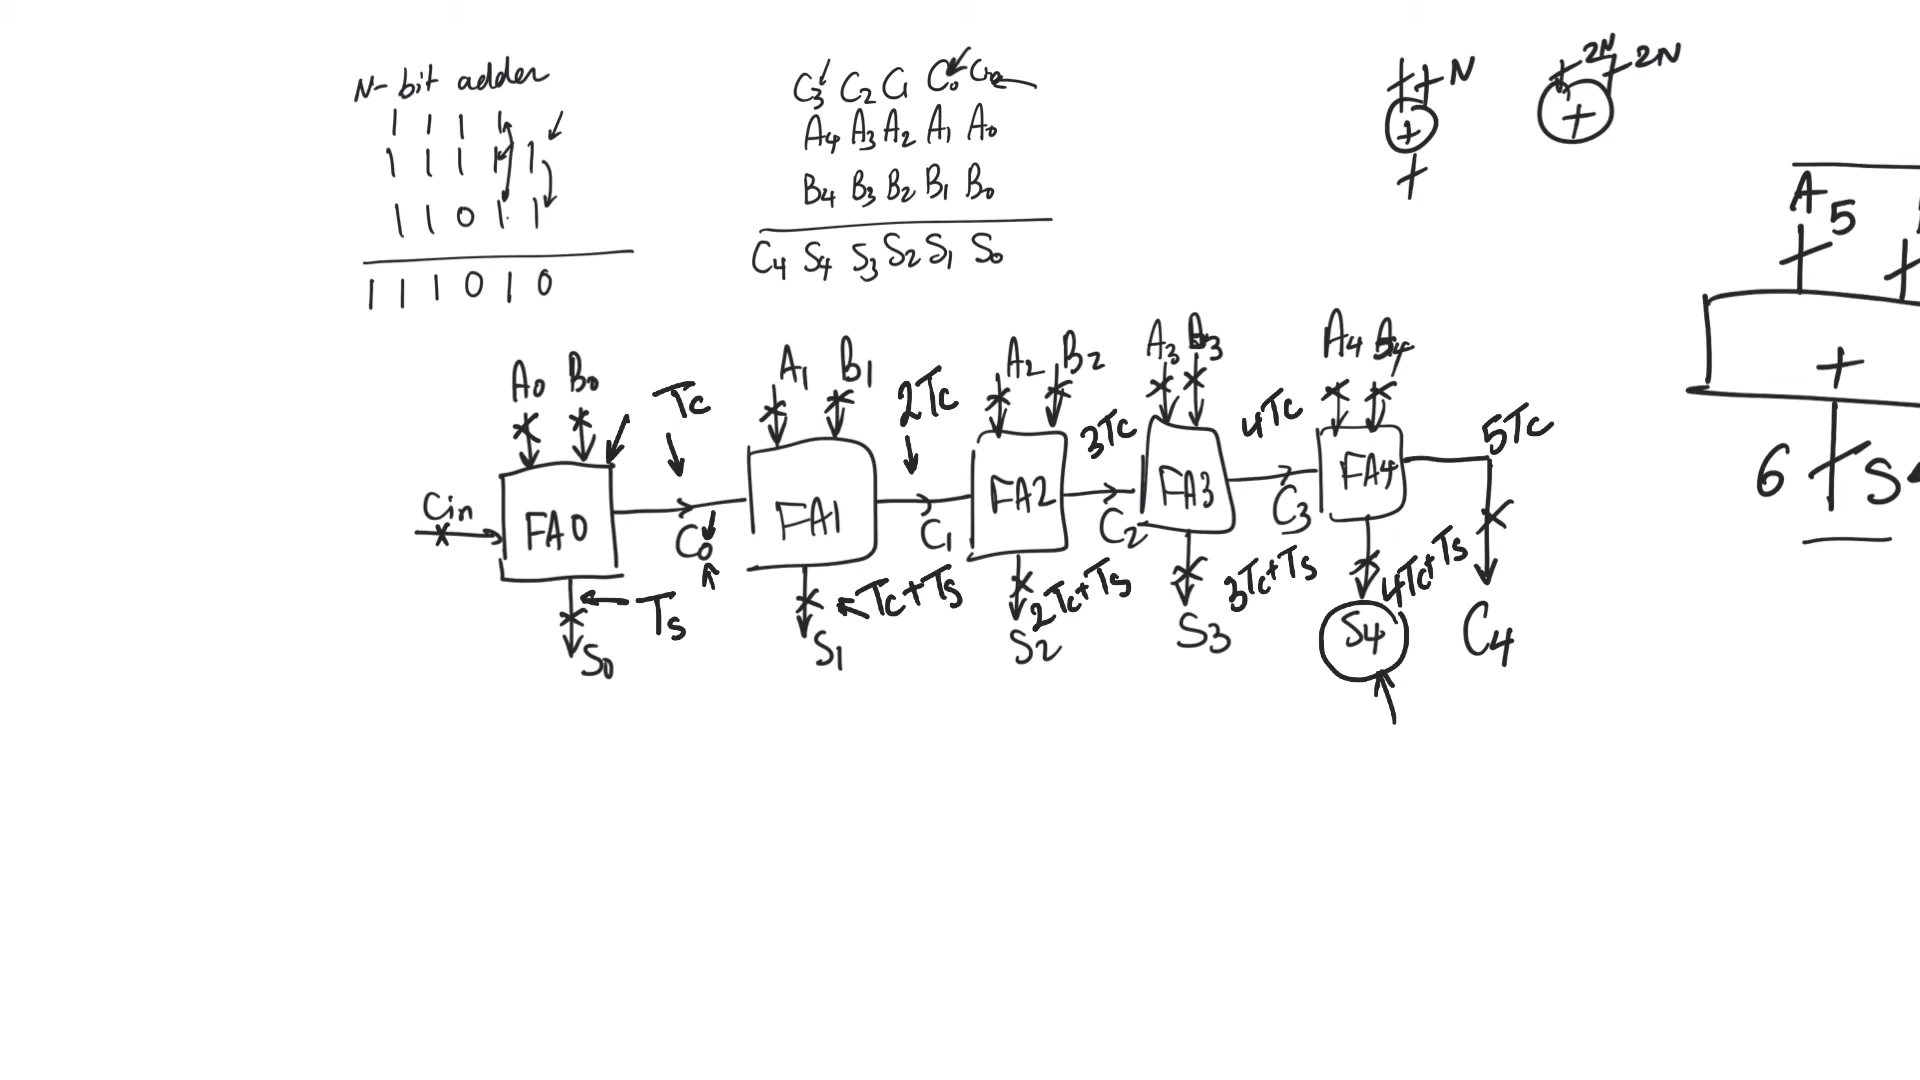 N-bit adder
1 1 1 1
1 1 1 1 1
1 1 0 1 1
1 1 1 0 1 0
C3 C2 C1 C0 Cin
A4 A3 A2 A1 A0
B4 B3 B2 B1 B0
C4 S4 S3 S2 S1 S0
N
+
2N 2N
+
A 5
+
6 S
A0 B0 Tc A1 B1 2Tc A2 B2 3Tc A3 B3 4Tc A4 B4 5Tc
Cin FA0 C0 FA1 C1 FA2 C2 FA3 C3 FA4
Ts Tc+Ts 2Tc+Ts 3Tc+Ts 4Tc+Ts
S0 S1 S2 S3 S4 C4